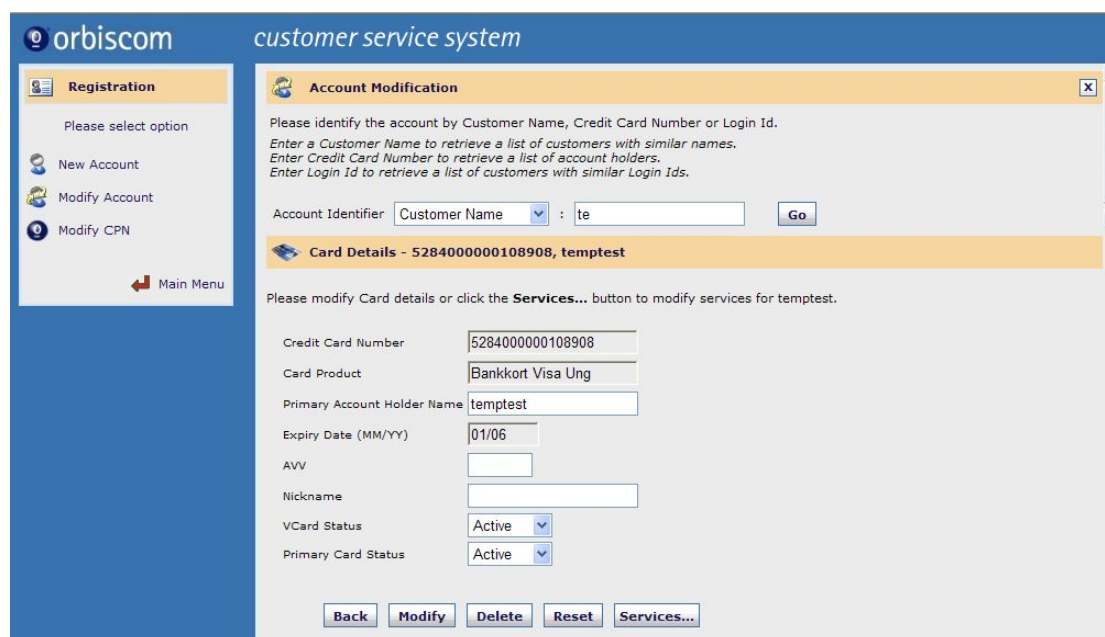 orbiscom customer service system
Registration
Please select option
New Account
Modify Account
Modify CPN
Main Menu
Account Modification X
Please identify the account by Customer Name, Credit Card Number or Login Id.
Enter a Customer Name to retrieve a list of customers with similar names.
Enter Credit Card Number to retrieve a list of account holders.
Enter Login Id to retrieve a list of customers with similar Login Ids.
Account Identifier Customer Name : te Go
Card Details - 5284000000108908, temptest
Please modify Card details or click the Services... button to modify services for temptest.
Credit Card Number 5284000000108908
Card Product Bankkort Visa Ung
Primary Account Holder Name temptest
Expiry Date (MM/YY) 01/06
AVV
Nickname
VCard Status Active
Primary Card Status Active
Back Modify Delete Reset Services...